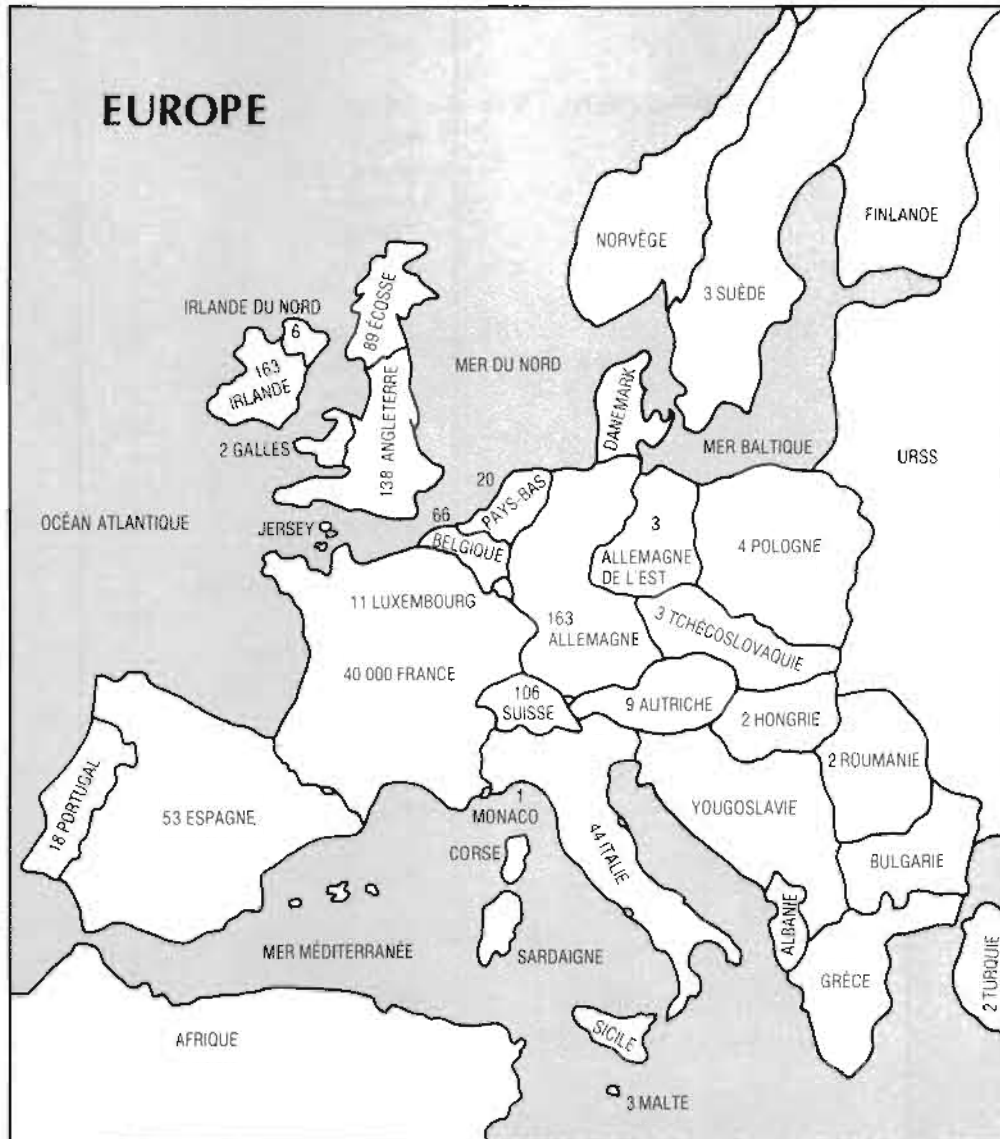 EUROPE
FINLANDE
NORVÈGE
3 SUÈDE
IRLANDE DU NORD
6
89 ÉCOSSE
163
IRLANDE
MER DU NORD
DANEMARK
2 GALLES
138 ANGLETERRE
MER BALTIQUE
URSS
20
PAYS-BAS
OCÉAN ATLANTIQUE
JERSEY
66
BELGIQUE
3
ALLEMAGNE
DE L'EST
4 POLOGNE
11 LUXEMBOURG
163
ALLEMAGNE
3 TCHÉCOSLOVAQUIE
40 000 FRANCE
106
SUISSE
9 AUTRICHE
2 HONGRIE
2 ROUMANIE
18 PORTUGAL
53 ESPAGNE
1
MONACO
YOUGOSLAVIE
CORSE
44 ITALIE
BULGARIE
ALBANIE
MER MÉDITERRANÉE
SARDAIGNE
GRÈCE
2 TURQUIE
AFRIQUE
SICILE
3 MALTE